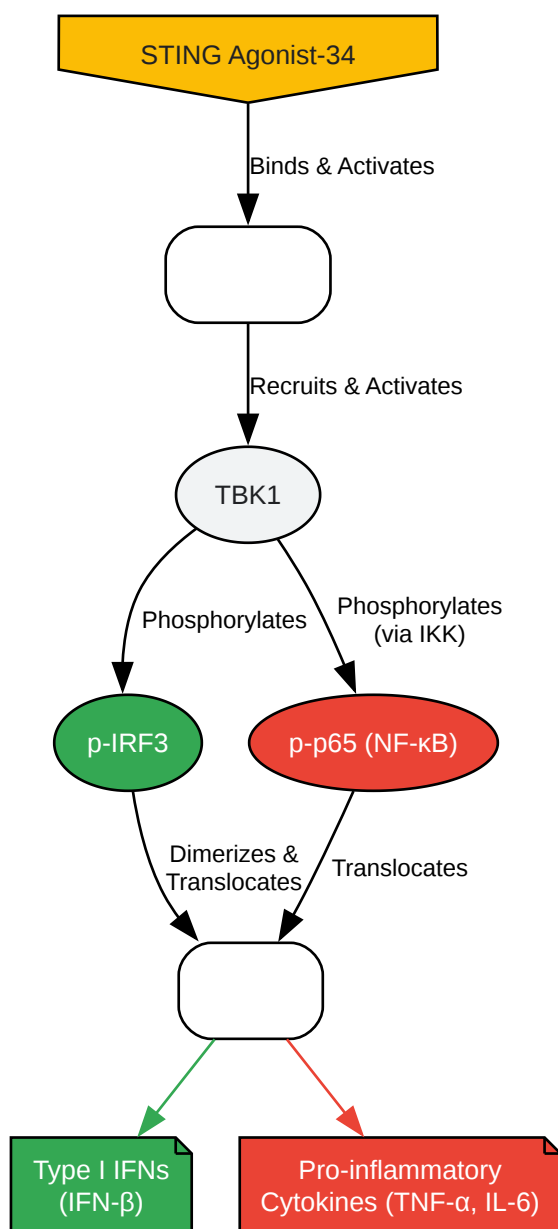 STING Agonist-34
Binds & Activates
Recruits & Activates
TBK1
Phosphorylates
Phosphorylates
(via IKK)
p-IRF3
p-p65 (NF-κB)
Dimerizes &
Translocates
Translocates
Type I IFNs
(IFN-β)
Pro-inflammatory
Cytokines (TNF-α, IL-6)